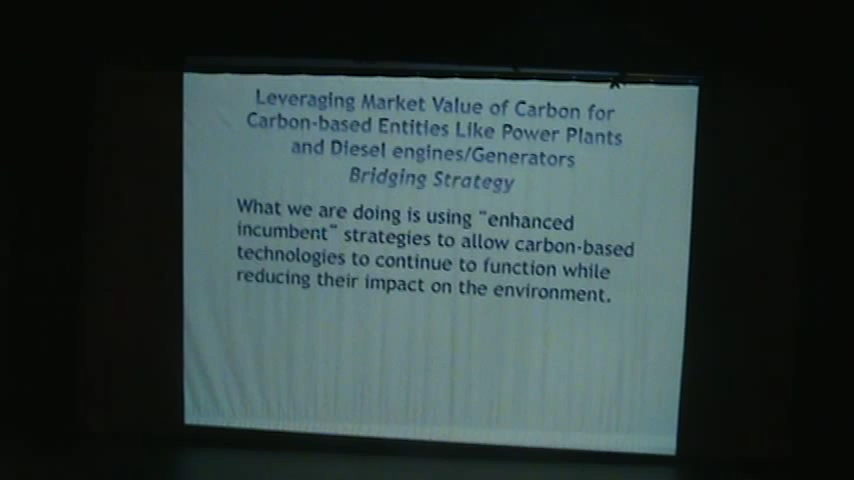 Leveraging Market Value of Carbon for
Carbon-based Entities Like Power Plants
and Diesel engines/Generators
Bridging Strategy
What we are doing is using "enhanced
incumbent" strategies to allow carbon-based
technologies to continue to function while
reducing their impact on the environment.